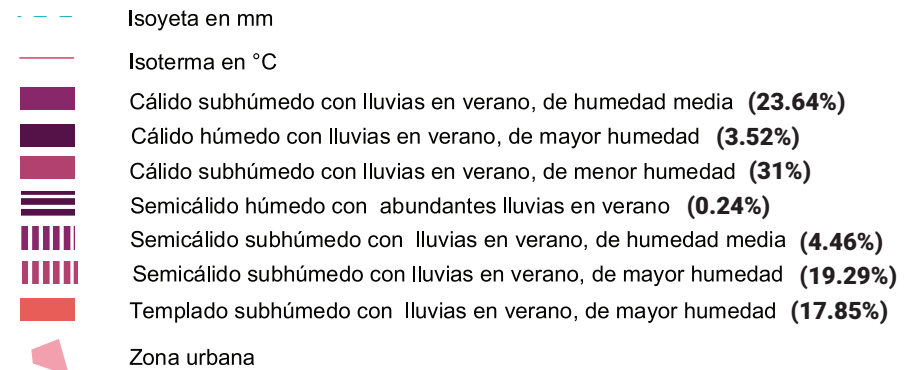 Isoyeta en mm
Isoterma en °C
Cálido subhúmedo con lluvias en verano, de humedad media (23.64%)
Cálido húmedo con lluvias en verano, de mayor humedad (3.52%)
Cálido subhúmedo con lluvias en verano, de menor humedad (31%)
Semicálido húmedo con abundantes lluvias en verano (0.24%)
Semicálido subhúmedo con lluvias en verano, de humedad media (4.46%)
Semicálido subhúmedo con lluvias en verano, de mayor humedad (19.29%)
Templado subhúmedo con lluvias en verano, de mayor humedad (17.85%)
Zona urbana